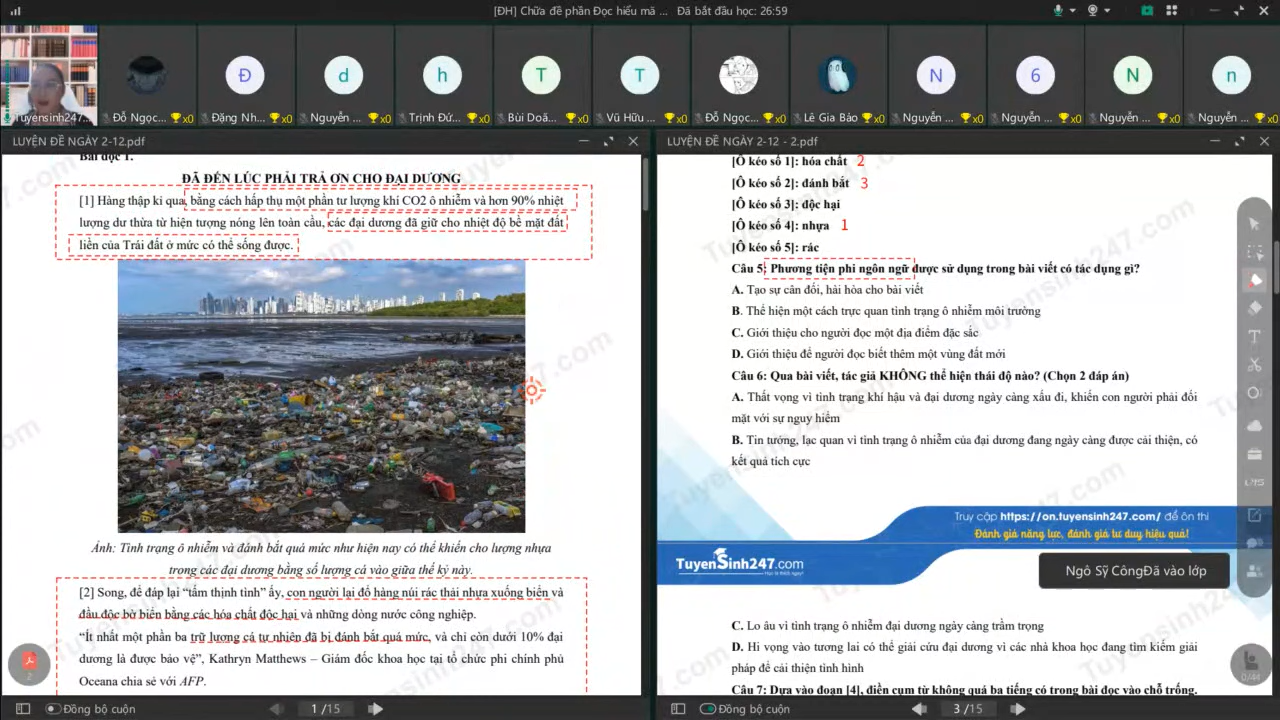 [ĐH] Chữa đề phần Đọc hiểu mã ... Đã bắt đầu học: 26:59
Tuyensinh247....
Đỗ Ngọc... x0
Đ
Đặng Nh... x0
d
Nguyễn ... x0
h
Trịnh Đứ... x0
T
Bùi Doã... x0
T
Vũ Hữu ... x0
Đỗ Ngọc... x0
Lê Gia Bảo x0
N
Nguyễn ... x0
6
Nguyễn ... x0
N
Nguyễn ... x0
n
Nguyễn ... x0
LUYỆN ĐỀ NGÀY 2-12.pdf
Bài đọc 1.
ĐÃ ĐẾN LÚC PHẢI TRẢ ƠN CHO ĐẠI DƯƠNG
[1] Hàng thập kỉ qua, bằng cách hấp thụ một phần tư lượng khí CO2 ô nhiễm và hơn 90% nhiệt
lượng dư thừa từ hiện tượng nóng lên toàn cầu, các đại dương đã giữ cho nhiệt độ bề mặt đất
liền của Trái đất ở mức có thể sống được.
Ảnh: Tình trạng ô nhiễm và đánh bắt quá mức như hiện nay có thể khiến cho lượng nhựa
trong các đại dương bằng số lượng cá vào giữa thế kỷ này.
[2] Song, để đáp lại “tấm thịnh tình” ấy, con người lại đổ hàng núi rác thải nhựa xuống biển và
đầu độc bờ biển bằng các hóa chất độc hại và những dòng nước công nghiệp.
“Ít nhất một phần ba trữ lượng cá tự nhiên đã bị đánh bắt quá mức, và chỉ còn dưới 10% đại
dương là được bảo vệ”, Kathryn Matthews – Giám đốc khoa học tại tổ chức phi chính phủ
Oceana chia sẻ với AFP.
2
Đồng bộ cuộn
1 /15
LUYỆN ĐỀ NGÀY 2-12 - 2.pdf
[Ô kéo số 1]: hóa chất 2
[Ô kéo số 2]: đánh bắt 3
[Ô kéo số 3]: độc hại
[Ô kéo số 4]: nhựa 1
[Ô kéo số 5]: rác
Câu 5: Phương tiện phi ngôn ngữ được sử dụng trong bài viết có tác dụng gì?
A. Tạo sự cân đối, hài hòa cho bài viết
B. Thể hiện một cách trực quan tình trạng ô nhiễm môi trường
C. Giới thiệu cho người đọc một địa điểm đặc sắc
D. Giới thiệu để người đọc biết thêm một vùng đất mới
Câu 6: Qua bài viết, tác giả KHÔNG thể hiện thái độ nào? (Chọn 2 đáp án)
A. Thất vọng vì tình trạng khí hậu và đại dương ngày càng xấu đi, khiến con người phải đối
mặt với sự nguy hiểm
B. Tin tưởng, lạc quan vì tình trạng ô nhiễm của đại dương đang ngày càng được cải thiện, có
kết quả tích cực
Truy cập https://on.tuyensinh247.com/ để ôn thi
Đánh giá năng lực, đánh giá tư duy hiệu quả!
TuyenSinh247.com
Ngô Sỹ CôngĐã vào lớp
C. Lo âu vì tình trạng ô nhiễm đại dương ngày càng trầm trọng
D. Hi vọng vào tương lai có thể giải cứu đại dương vì các nhà khoa học đang tìm kiếm giải
pháp để cải thiện tình hình
Câu 7: Dựa vào đoạn [4], điền cụm từ không quá ba tiếng có trong bài đọc vào chỗ trống.
1/15
0/44
Đồng bộ cuộn
3 /15